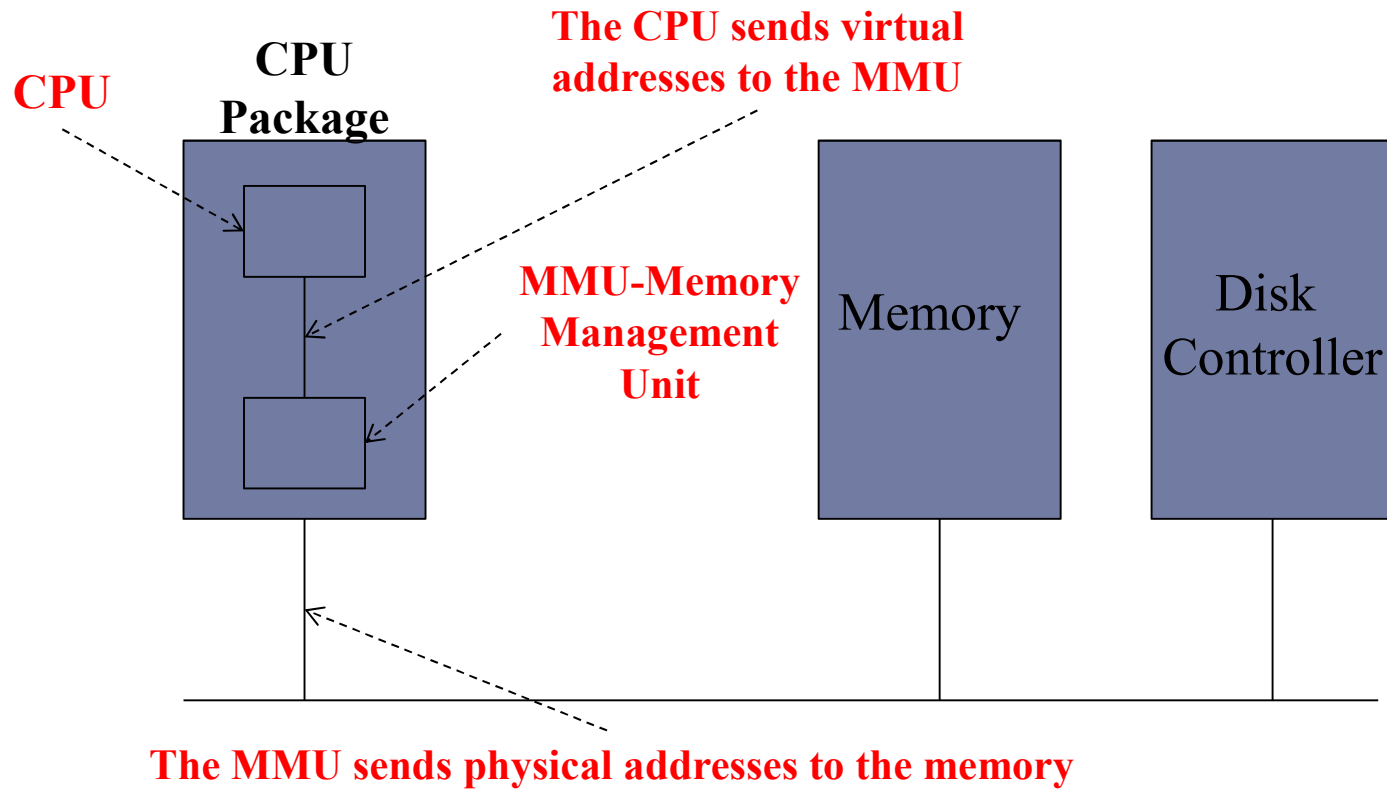 The CPU sends virtual
addresses to the MMU
CPU
Package
CPU
MMU-Memory
Management
Unit
Memory
Disk
Controller
The MMU sends physical addresses to the memory